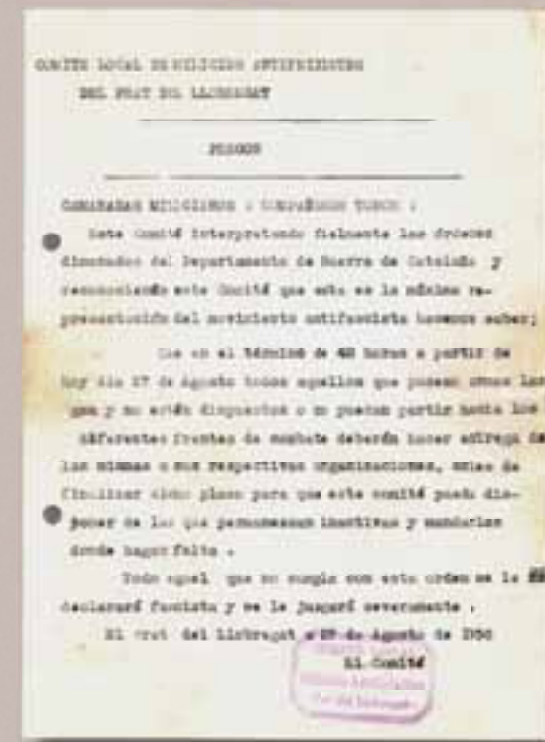 COMITE LOCAL DE MILICIAS ANTIFASCISTAS
DEL PRAT DEL LLOBREGAT
CAMARADAS MILICIANOS : COMPAÑEROS TODOS :
Este Comité interpretando fielmente las órdenes
dimanadas del Departamento de Guerra de Cataluña y
reconociendo este Comité que esta es la máxima re-
presentación del movimiento antifascista hacemos saber;
Que en el término de 48 horas a partir de
hoy dia 27 de Agosto todos aquellos que posean armas lar
gas y no estén dispuestos o no puedan partir hacia los
diferentes frentes de combate deberán hacer entrega de
las mismas a sus respectivas organizaciones, antes de
finalizar dicho plazo para que este comité pueda dis-
poner de las que permanezcan inactivas y mandarlas
donde hagan falta .
Todo aquel que no cumpla con esta orden se le
declarará fascista y se le juzgará severamente .
El Prat del Llobregat a 27 de Agosto de 1936
El Comité